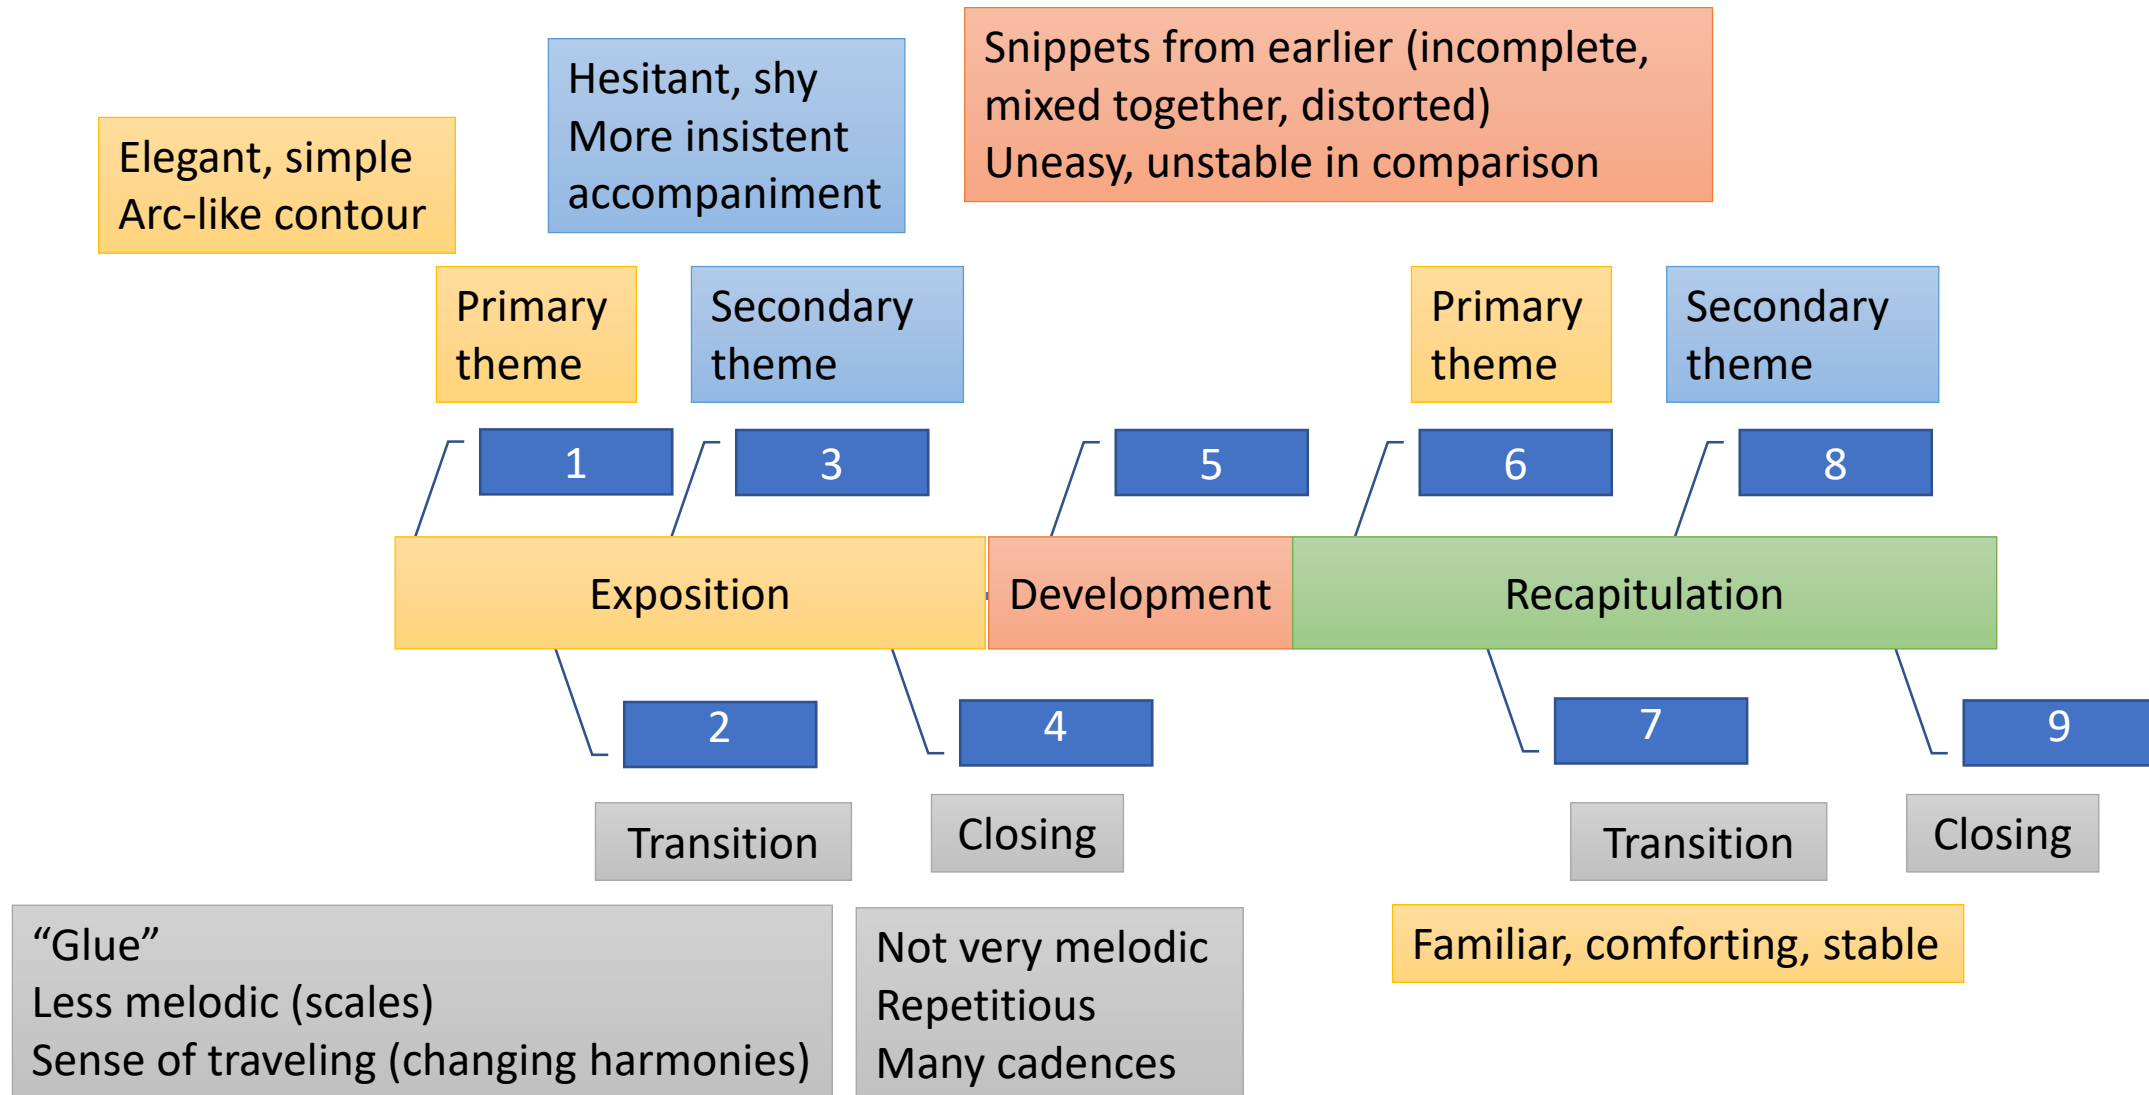 Elegant, simple
Arc-like contour
Hesitant, shy
More insistent
accompaniment
Snippets from earlier (incomplete,
mixed together, distorted)
Uneasy, unstable in comparison
Primary
theme
Secondary
theme
Primary
theme
Secondary
theme
1
3
5
6
8
Exposition
Development
Recapitulation
2
4
7
9
Transition
Closing
Transition
Closing
“Glue”
Less melodic (scales)
Sense of traveling (changing harmonies)
Not very melodic
Repetitious
Many cadences
Familiar, comforting, stable